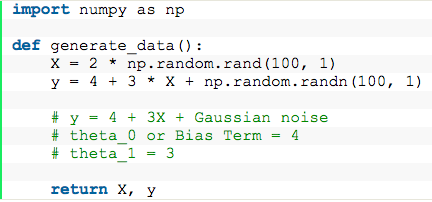 import numpy as np
def generate_data():
    X = 2 * np.random.rand(100, 1)
    y = 4 + 3 * X + np.random.randn(100, 1)
    # y = 4 + 3X + Gaussian noise
    # theta_0 or Bias Term = 4
    # theta_1 = 3
    return X, y